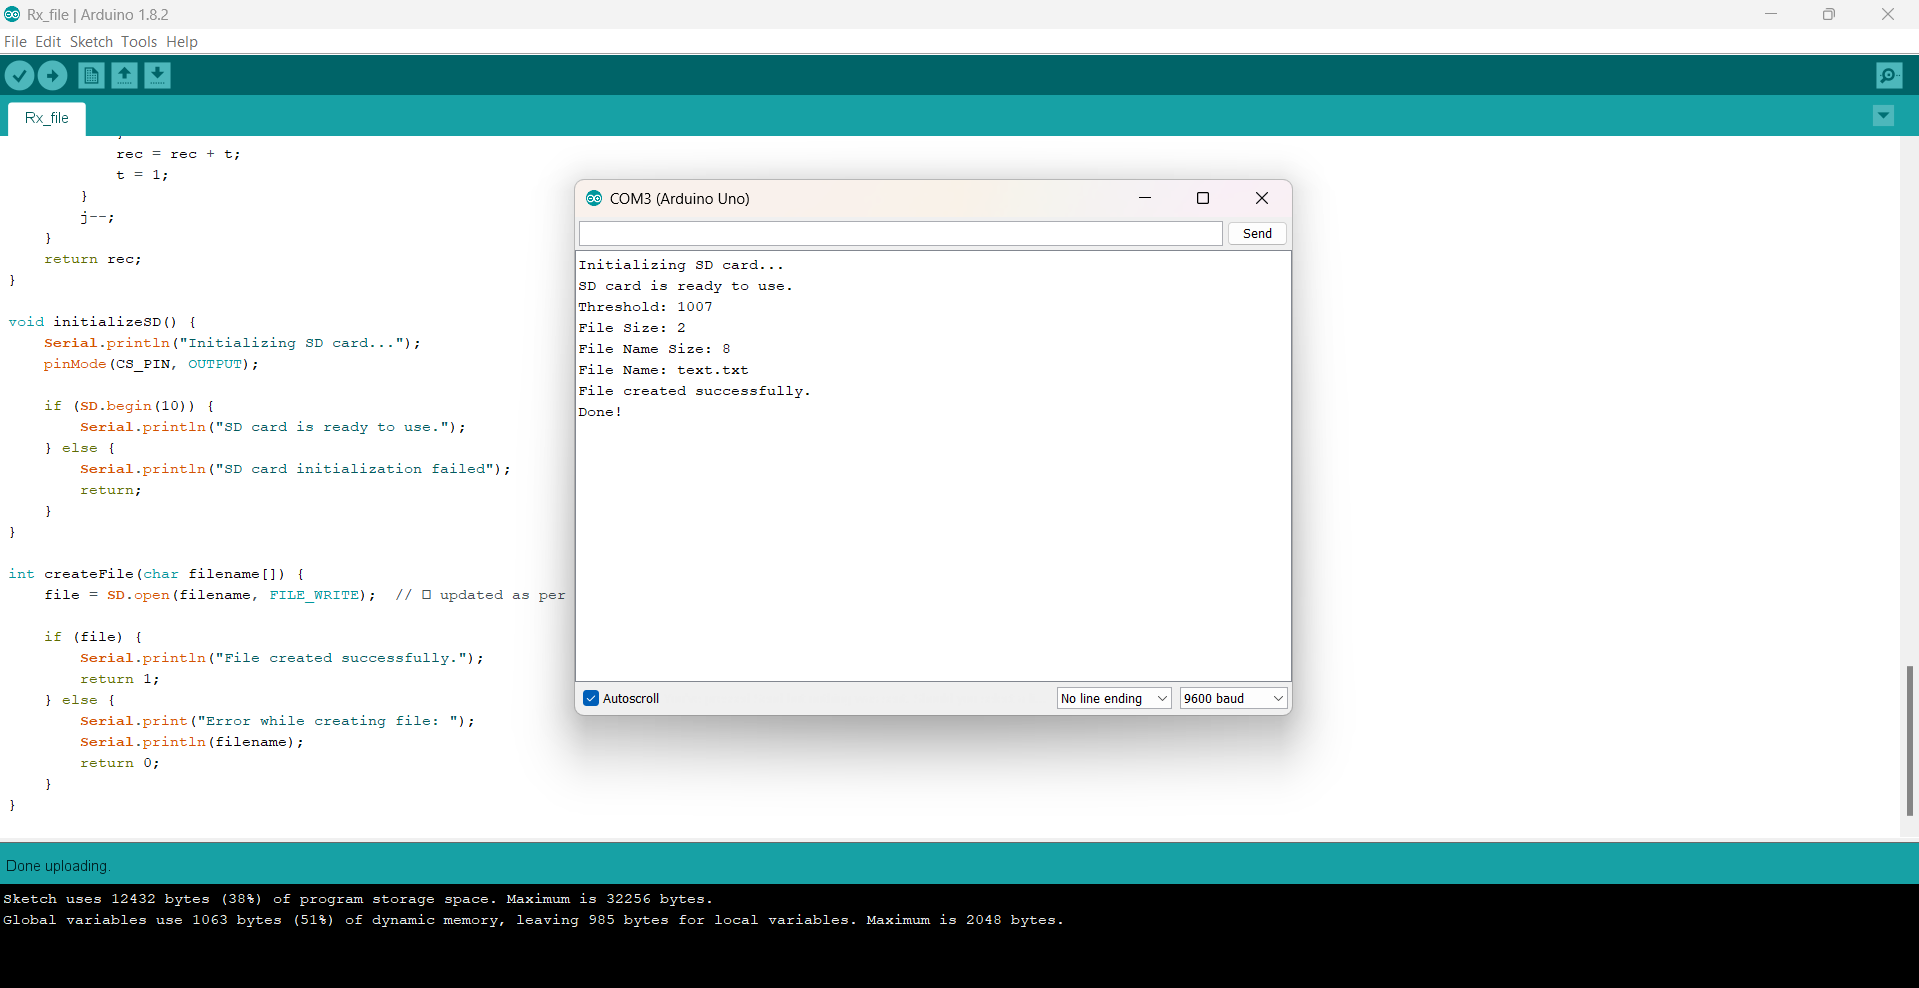 Rx_file | Arduino 1.8.2
File Edit Sketch Tools Help
Rx_file
}
rec = rec + t;
t = 1;
}
j--;
}
return rec;
}
void initializeSD() {
Serial.println("Initializing SD card...");
pinMode(CS_PIN, OUTPUT);
if (SD.begin(10)) {
Serial.println("SD card is ready to use.");
} else {
Serial.println("SD card initialization failed");
return;
}
}
int createFile(char filename[]) {
file = SD.open(filename, FILE_WRITE);  // □ updated as per
if (file) {
Serial.println("File created successfully.");
return 1;
} else {
Serial.print("Error while creating file: ");
Serial.println(filename);
return 0;
}
}
COM3 (Arduino Uno)
Send
Initializing SD card...
SD card is ready to use.
Threshold: 1007
File Size: 2
File Name Size: 8
File Name: text.txt
File created successfully.
Done!
Autoscroll
No line ending
9600 baud
Done uploading.
Sketch uses 12432 bytes (38%) of program storage space. Maximum is 32256 bytes.
Global variables use 1063 bytes (51%) of dynamic memory, leaving 985 bytes for local variables. Maximum is 2048 bytes.